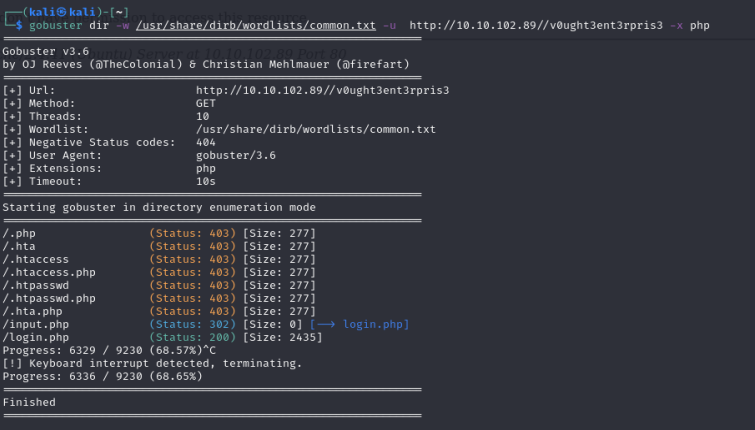 ┌──(kali㉿kali)-[~]
└─$ gobuster dir -w /usr/share/dirb/wordlists/common.txt -u  http://10.10.102.89//v0ught3ent3rpris3 -x php
===============================================================
Gobuster v3.6
by OJ Reeves (@TheColonial) & Christian Mehlmauer (@firefart)
===============================================================
[+] Url:                     http://10.10.102.89//v0ught3ent3rpris3
[+] Method:                  GET
[+] Threads:                 10
[+] Wordlist:                /usr/share/dirb/wordlists/common.txt
[+] Negative Status codes:   404
[+] User Agent:              gobuster/3.6
[+] Extensions:              php
[+] Timeout:                 10s
===============================================================
Starting gobuster in directory enumeration mode
===============================================================
/.php                 (Status: 403) [Size: 277]
/.hta                 (Status: 403) [Size: 277]
/.htaccess            (Status: 403) [Size: 277]
/.htaccess.php        (Status: 403) [Size: 277]
/.htpasswd            (Status: 403) [Size: 277]
/.htpasswd.php        (Status: 403) [Size: 277]
/.hta.php             (Status: 403) [Size: 277]
/input.php            (Status: 302) [Size: 0] [--> login.php]
/login.php            (Status: 200) [Size: 2435]
Progress: 6329 / 9230 (68.57%)^C
[!] Keyboard interrupt detected, terminating.
Progress: 6336 / 9230 (68.65%)
===============================================================
Finished
===============================================================